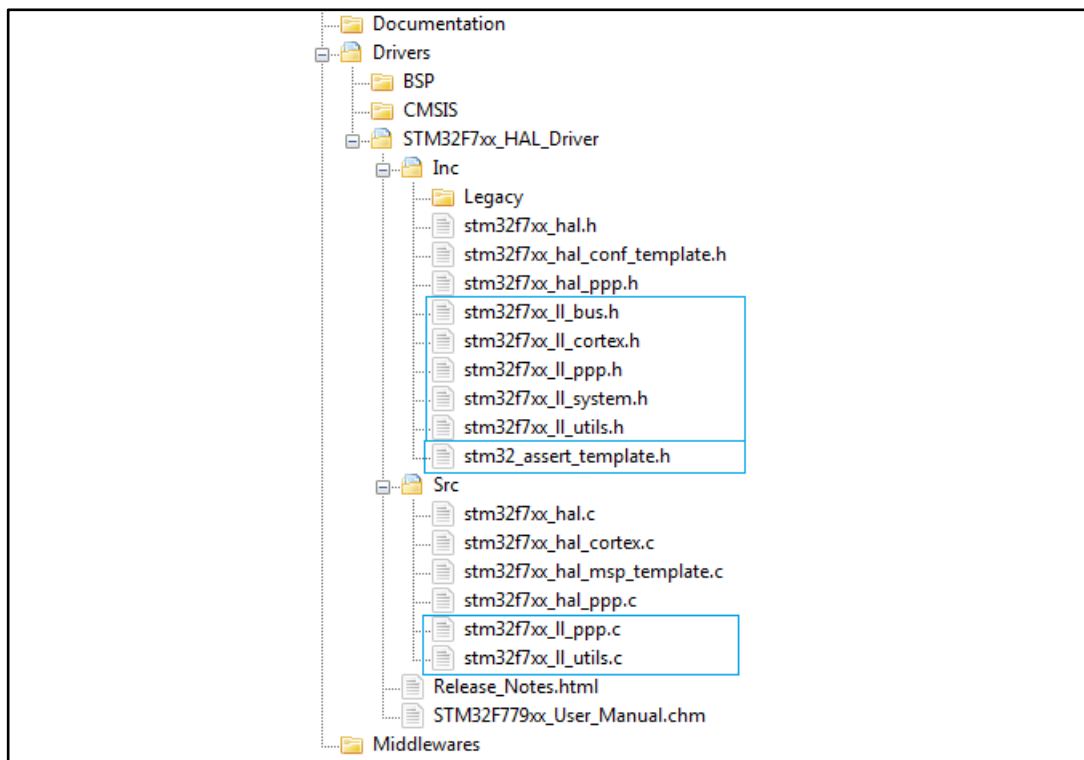 Documentation
Drivers
BSP
CMSIS
STM32F7xx_HAL_Driver
Inc
Legacy
stm32f7xx_hal.h
stm32f7xx_hal_conf_template.h
stm32f7xx_hal_ppp.h
stm32f7xx_ll_bus.h
stm32f7xx_ll_cortex.h
stm32f7xx_ll_ppp.h
stm32f7xx_ll_system.h
stm32f7xx_ll_utils.h
stm32_assert_template.h
Src
stm32f7xx_hal.c
stm32f7xx_hal_cortex.c
stm32f7xx_hal_msp_template.c
stm32f7xx_hal_ppp.c
stm32f7xx_ll_ppp.c
stm32f7xx_ll_utils.c
Release_Notes.html
STM32F779xx_User_Manual.chm
Middlewares